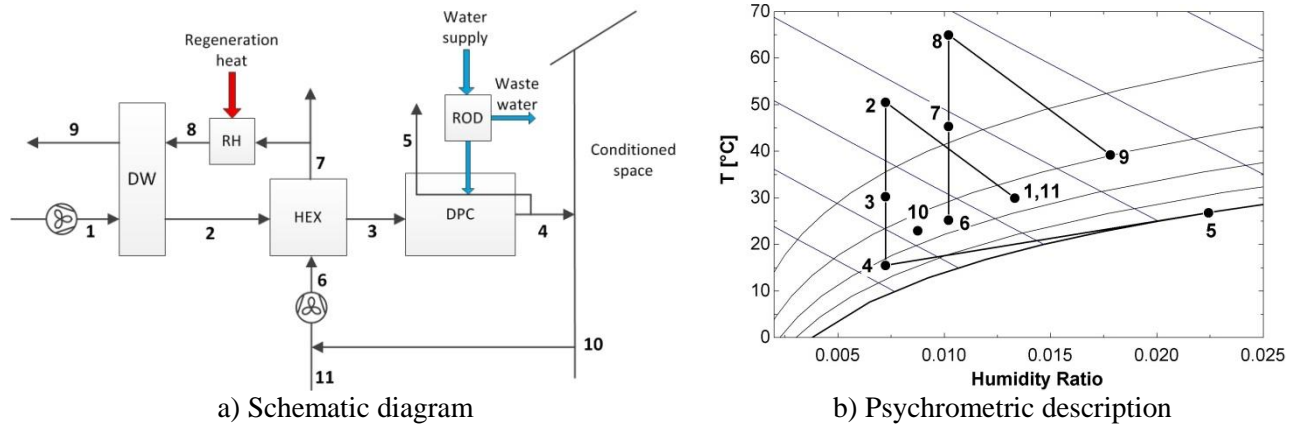 Regeneration
heat
Water
supply
Waste
water
ROD
9
8
RH
7
5
DW
HEX
DPC
Conditioned
space
1
2
3
4
6
10
11
a) Schematic diagram
T [°C]
70
60
50
40
30
20
10
0
8
2
7
9
3
1,11
10
6
5
4
0.005 0.010 0.015 0.020 0.025
Humidity Ratio
b) Psychrometric description